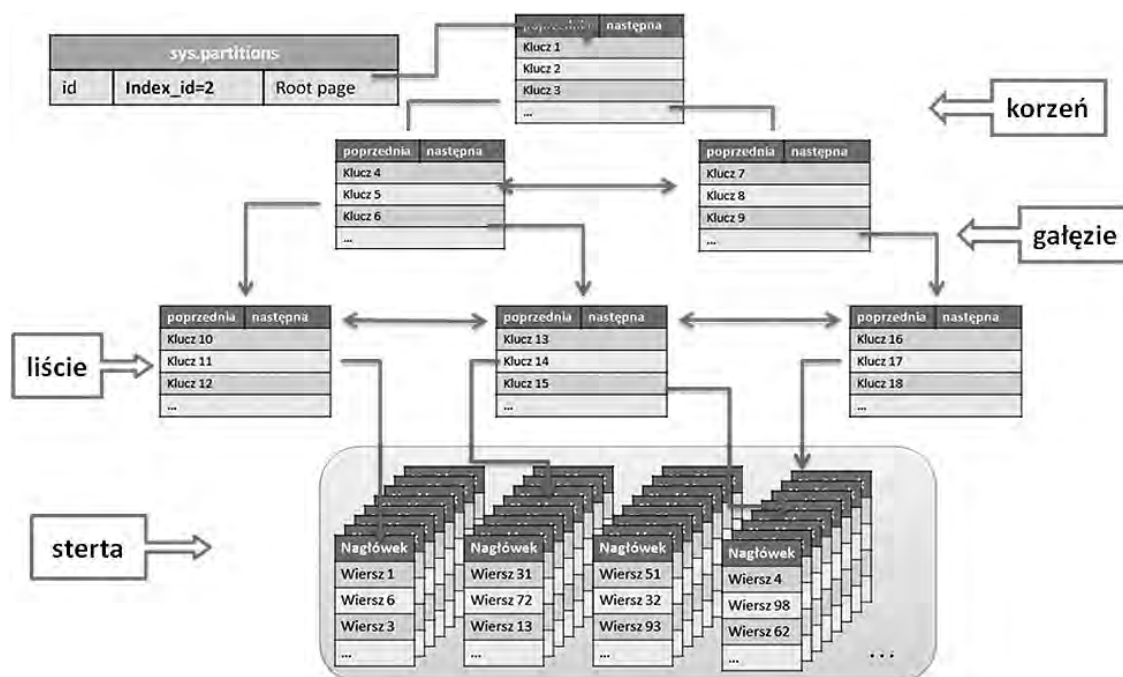 sys.partitions
id Index_id=2 Root page
poprzednia następna
Klucz 1
Klucz 2
Klucz 3
...
korzeń
poprzednia następna
Klucz 4
Klucz 5
Klucz 6
...
poprzednia następna
Klucz 7
Klucz 8
Klucz 9
...
gałęzie
liście
poprzednia następna
Klucz 10
Klucz 11
Klucz 12
...
poprzednia następna
Klucz 13
Klucz 14
Klucz 15
...
poprzednia następna
Klucz 16
Klucz 17
Klucz 18
...
sterta
Nagłówek
Wiersz 1
Wiersz 6
Wiersz 3
...
Nagłówek
Wiersz 31
Wiersz 72
Wiersz 13
...
Nagłówek
Wiersz 51
Wiersz 32
Wiersz 93
...
Nagłówek
Wiersz 4
Wiersz 98
Wiersz 62
...
...